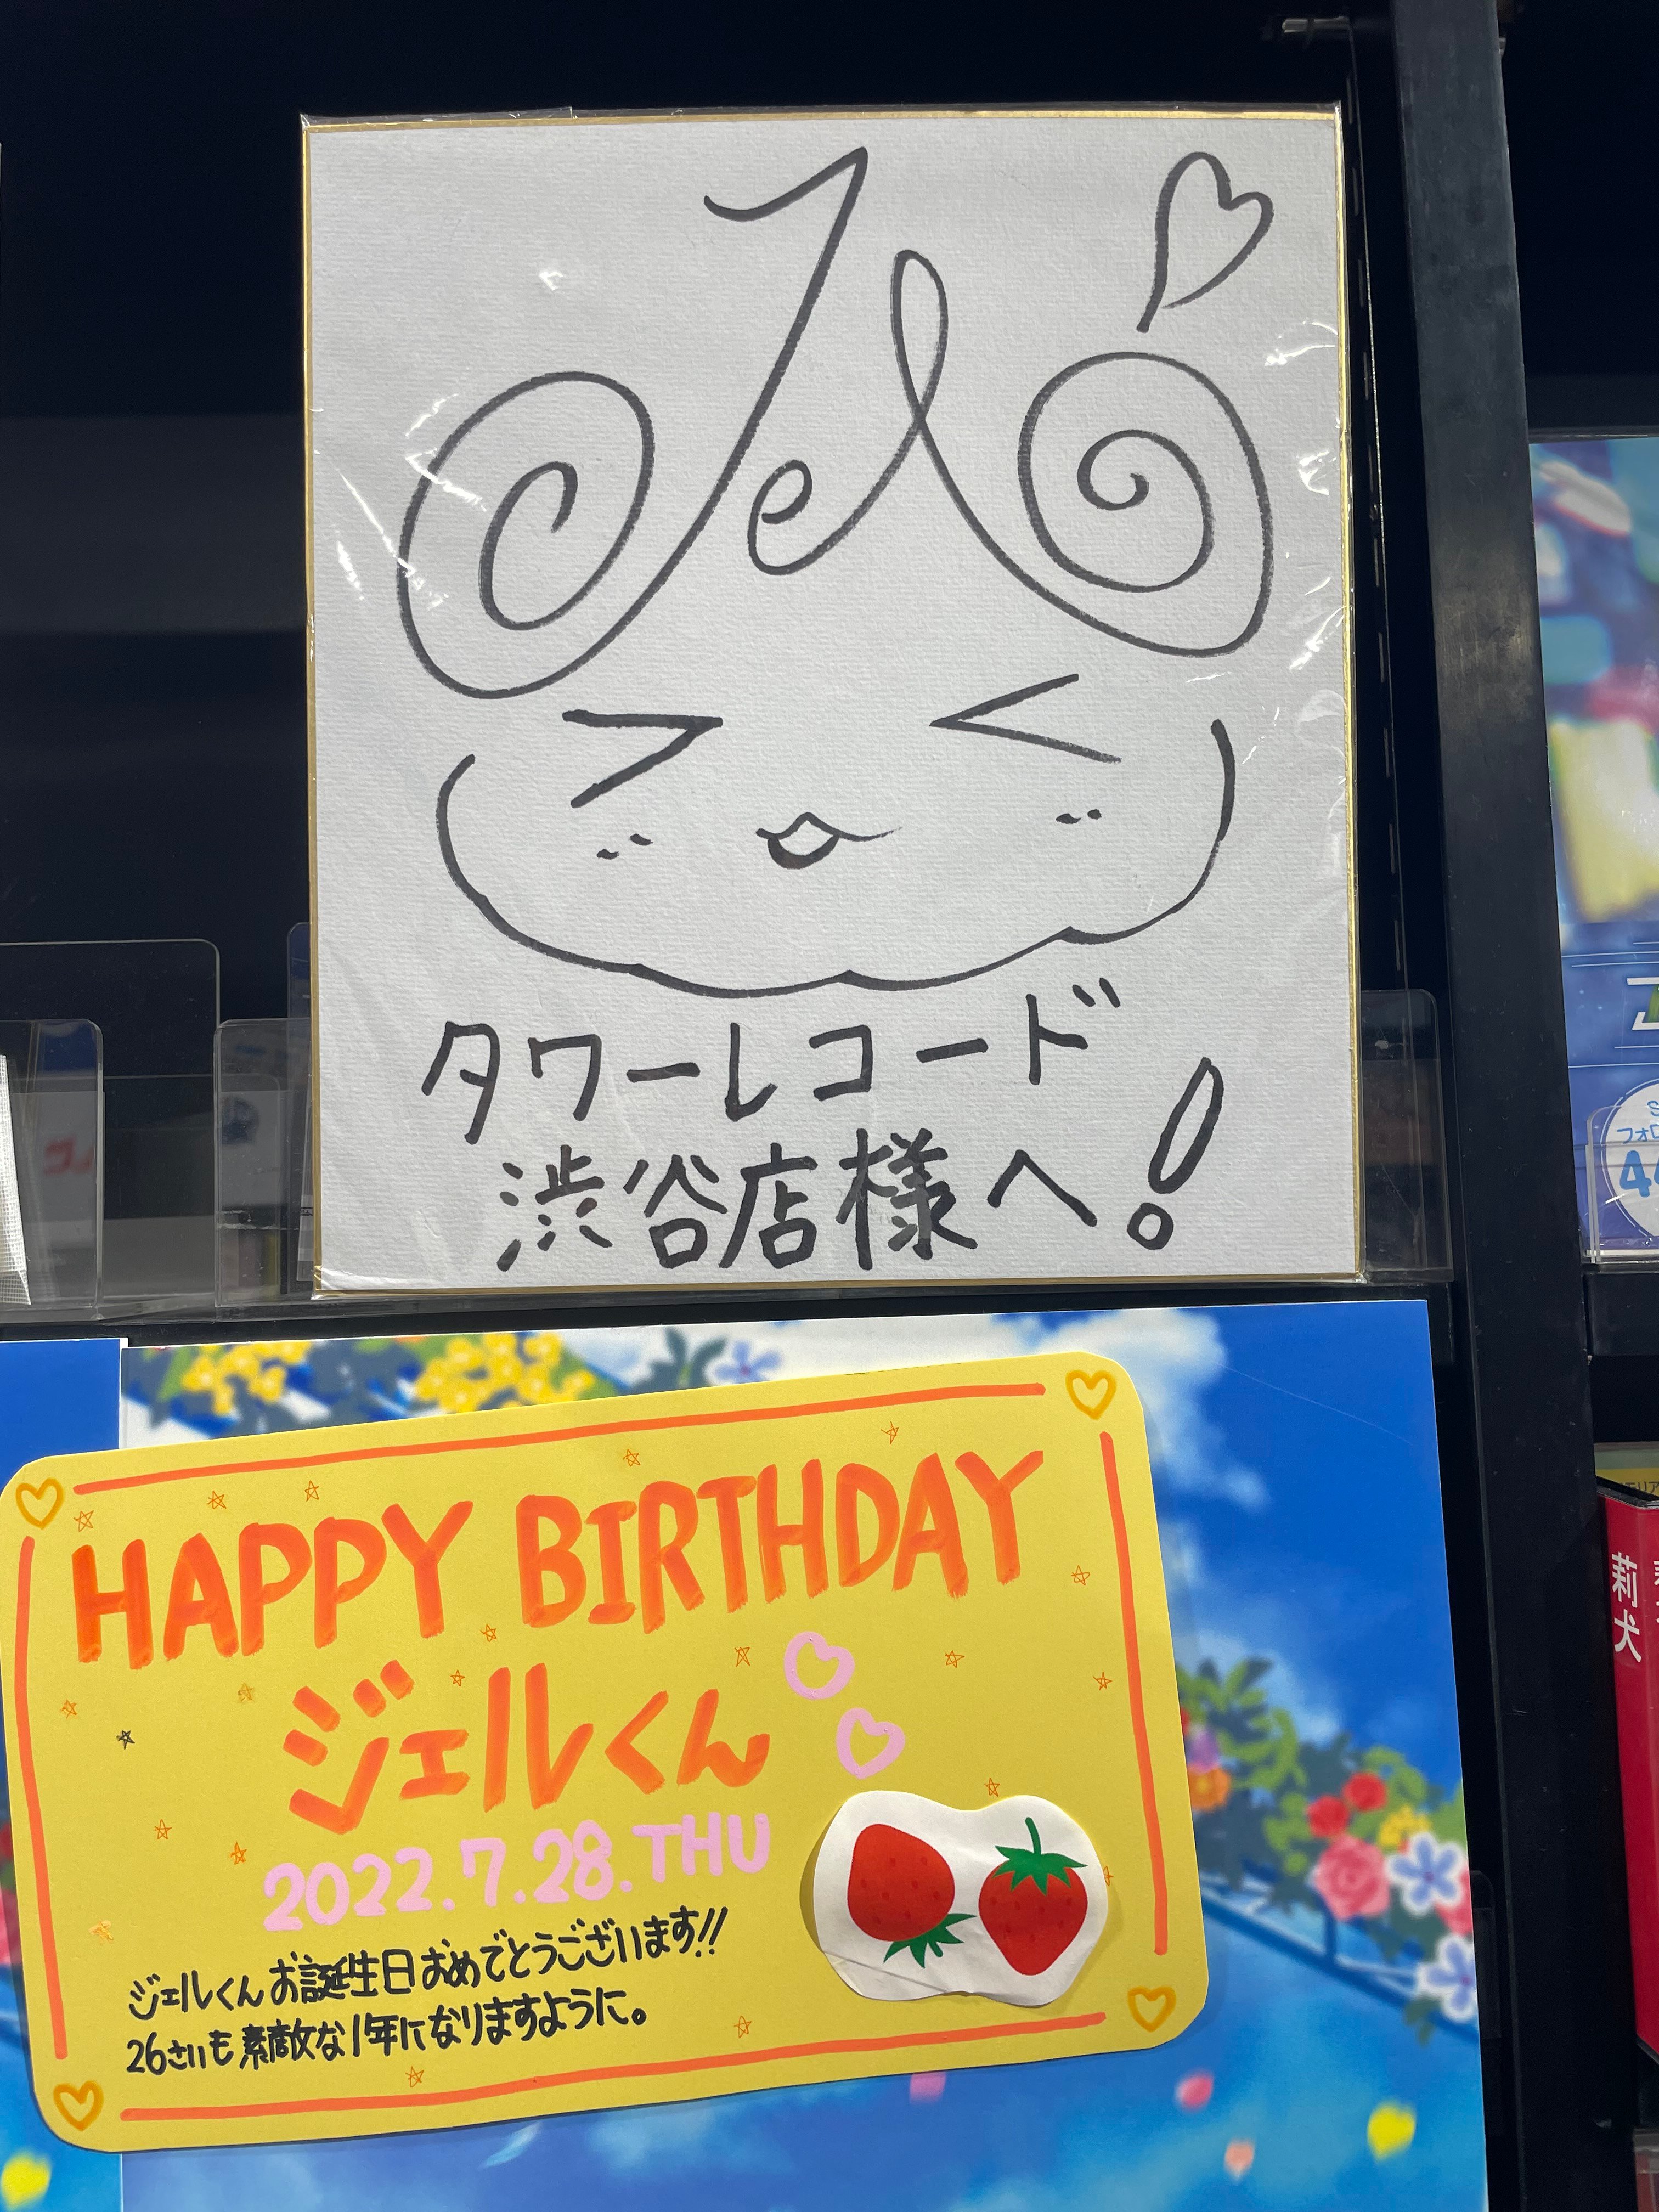 Jel
タワーレコード
渋谷店様へ!
HAPPY BIRTHDAY
ジェルくん
2022.7.28.THU
ジェルくんお誕生日おめでとうございます!!
26さいも素敵な1年になりますように。
莉犬